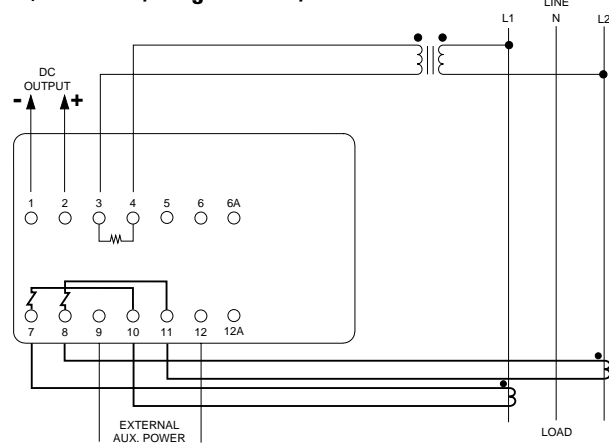 LINE
L1 N L2
DC
OUTPUT
- +
1 2 3 4 5 6 6A
7 8 9 10 11 12 12A
EXTERNAL
AUX. POWER
LOAD